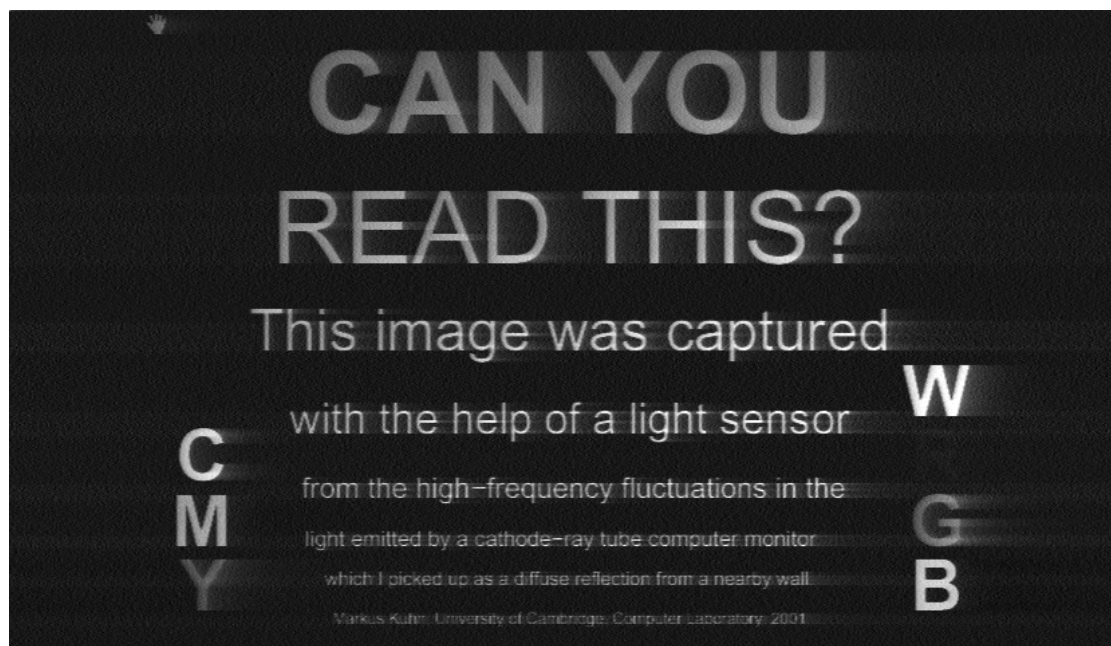 CAN YOU
READ THIS?
This image was captured
W
with the help of a light sensor
C
R
from the high-frequency fluctuations in the
M
G
light emitted by a cathode-ray tube computer monitor
Y
B
which I picked up as a diffuse reflection from a nearby wall.
Markus Kuhn, University of Cambridge, Computer Laboratory, 2001